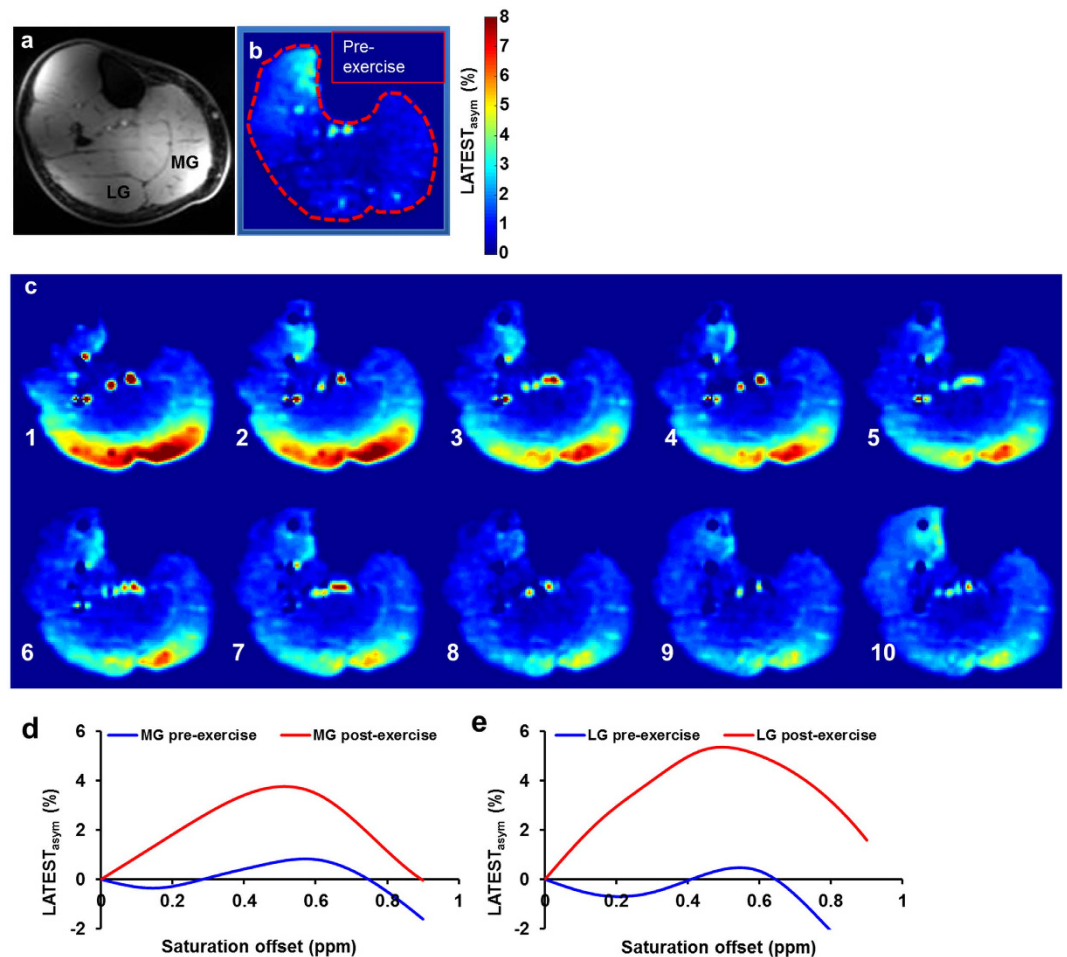 a
LG
MG
b
Pre-
exercise
LATESTasym (%)
8
7
6
5
4
3
2
1
0
c
1
2
3
4
5
6
7
8
9
10
d
MG pre-exercise
MG post-exercise
LATESTasym (%)
6
4
2
0
-2
0
0.2
0.4
0.6
0.8
1
Saturation offset (ppm)
e
LG pre-exercise
LG post-exercise
LATESTasym (%)
6
4
2
0
-2
0
0.2
0.4
0.6
0.8
1
Saturation offset (ppm)